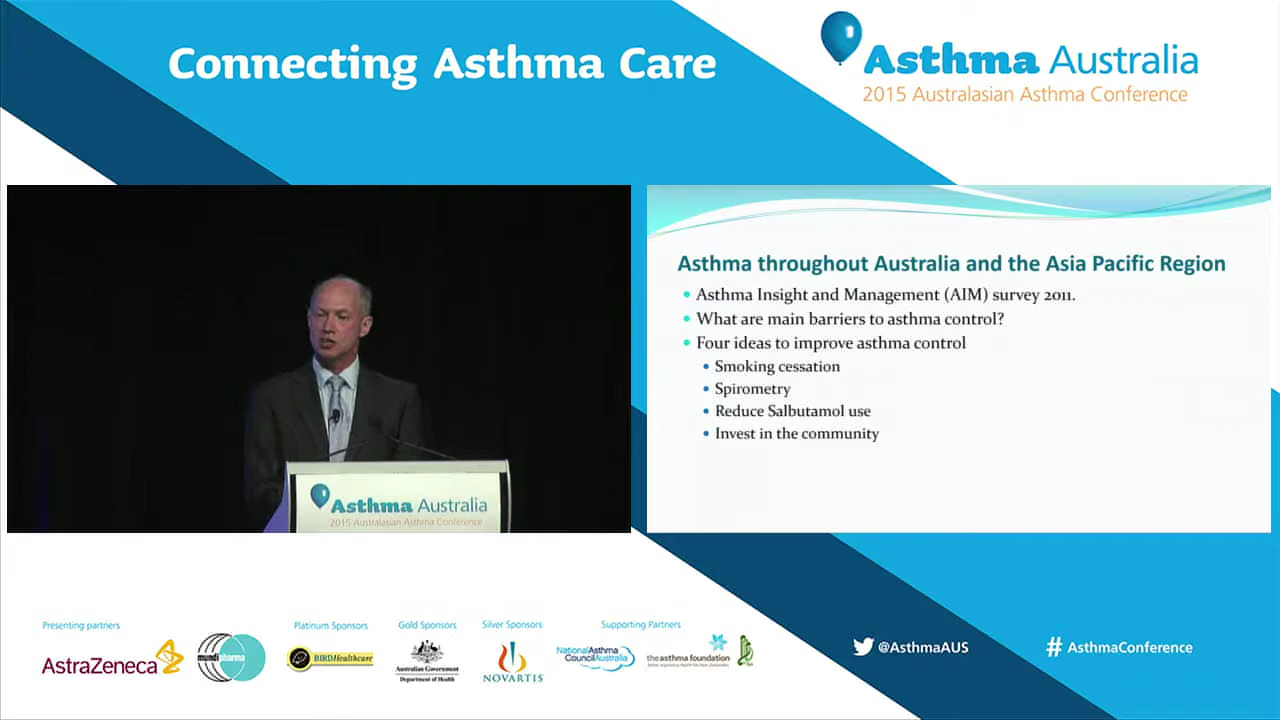 Connecting Asthma Care
Asthma Australia
2015 Australasian Asthma Conference
Asthma throughout Australia and the Asia Pacific Region
Asthma Insight and Management (AIM) survey 2011.
What are main barriers to asthma control?
Four ideas to improve asthma control
Smoking cessation
Spirometry
Reduce Salbutamol use
Invest in the community
Asthma Australia
2015 Australasian Asthma Conference
Presenting partners
Platinum Sponsors
Gold Sponsors
Silver Sponsors
Supporting Partners
AstraZeneca
mundipharma
BIRDHealthcare
Australian Government
Department of Health
NOVARTIS
NationalAsthma
CouncilAustralia
the asthma foundation
@AsthmaAUS
# AsthmaConference